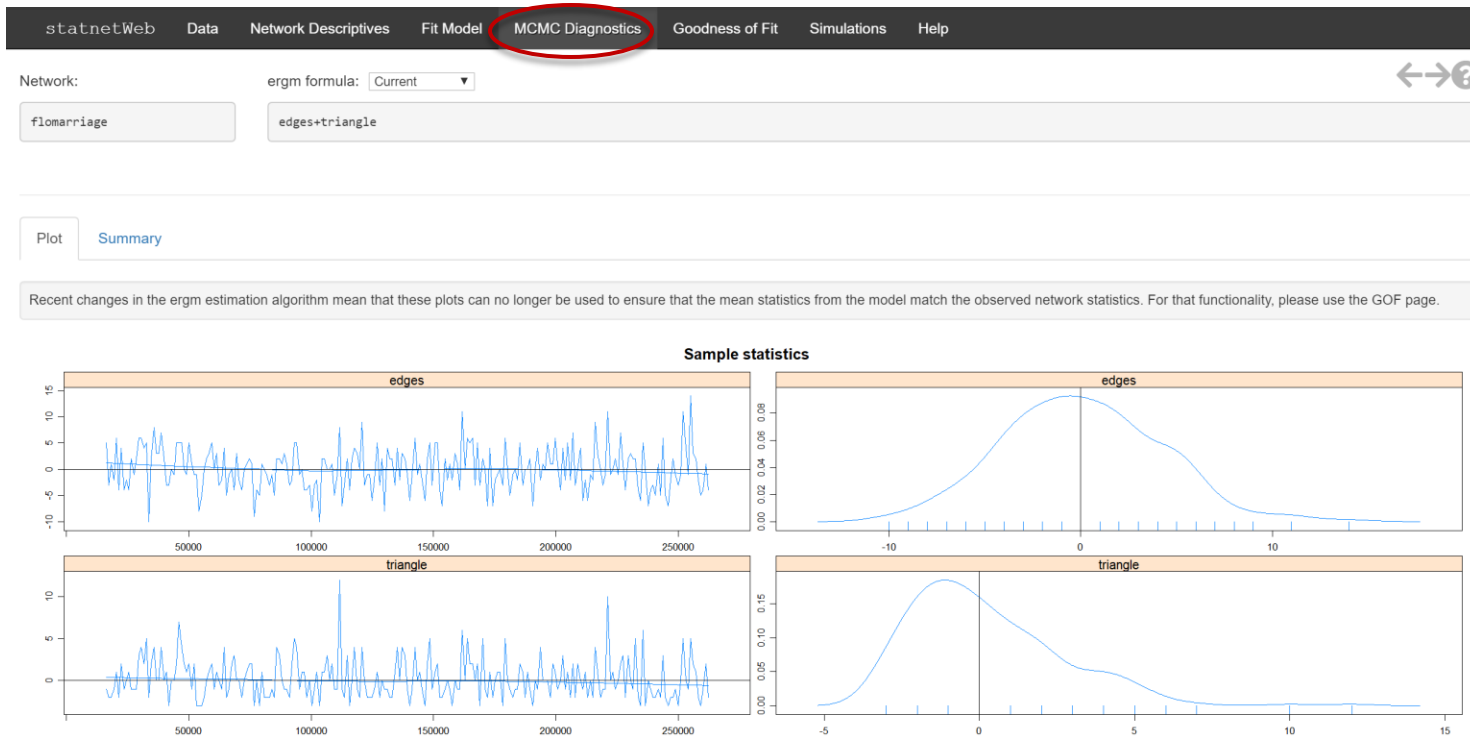 statnetWeb Data Network Descriptives Fit Model MCMC Diagnostics Goodness of Fit Simulations Help
Network: ergm formula: Current
flomarriage edges+triangle
Plot Summary
Recent changes in the ergm estimation algorithm mean that these plots can no longer be used to ensure that the mean statistics from the model match the observed network statistics. For that functionality, please use the GOF page.
Sample statistics
edges
15
10
5
0
-5
-10
50000 100000 150000 200000 250000
edges
0.08
0.06
0.04
0.02
0.00
-10 0 10
triangle
10
5
0
50000 100000 150000 200000 250000
triangle
0.15
0.10
0.05
0.00
-5 0 5 10 15